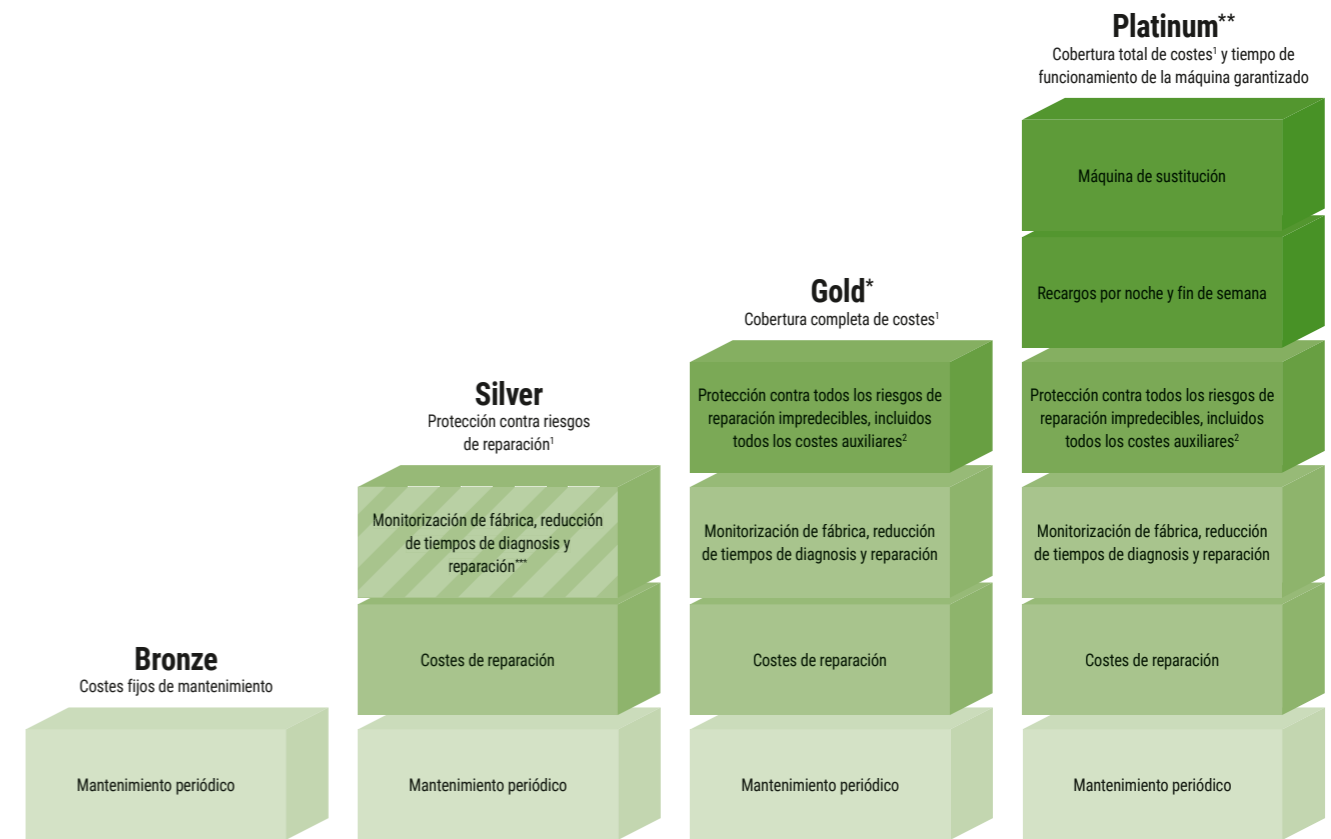 Platinum**
Cobertura total de costes¹ y tiempo de
funcionamiento de la máquina garantizado
Máquina de sustitución
Recargos por noche y fin de semana
Protección contra todos los riesgos de
reparación impredecibles, incluidos
todos los costes auxiliares²
Monitorización de fábrica, reducción
de tiempos de diagnosis y reparación
Costes de reparación
Mantenimiento periódico
Gold*
Cobertura completa de costes¹
Protección contra todos los riesgos de
reparación impredecibles, incluidos
todos los costes auxiliares²
Monitorización de fábrica, reducción
de tiempos de diagnosis y reparación
Costes de reparación
Mantenimiento periódico
Silver
Protección contra riesgos
de reparación¹
Monitorización de fábrica, reducción
de tiempos de diagnosis y
reparación***
Costes de reparación
Mantenimiento periódico
Bronze
Costes fijos de mantenimiento
Mantenimiento periódico